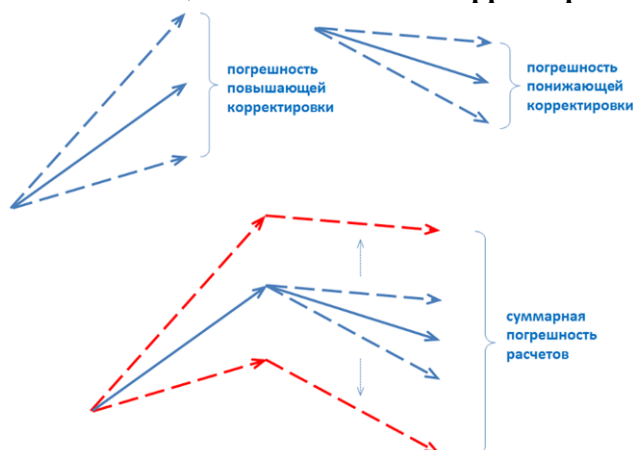 погрешность
повышающей
корректировки
погрешность
понижающей
корректировки
суммарная
погрешность
расчетов